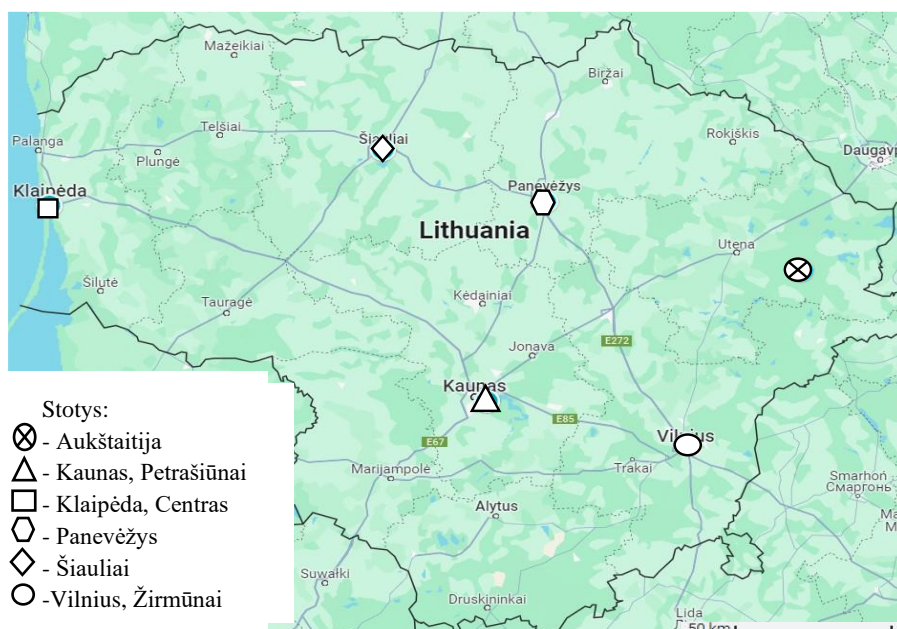 Mažeikiai
Biržai
Palanga
Telšiai
Šiauliai
Rokiškis
Plungė
Daugavp
Klaipėda
Panevėžys
Lithuania
Utena
Šilutė
Tauragė
Kėdainiai
E272
Jonava
Kaunas
E85
E67
Vilnius
Marijampolė
Trakai
Smarhoń
Смаргонь
Alytus
Suwałki
Druskininkai
Lida
50 km
Stotys:
- Aukštaitija
- Kaunas, Petrašiūnai
- Klaipėda, Centras
- Panevėžys
- Šiauliai
-Vilnius, Žirmūnai